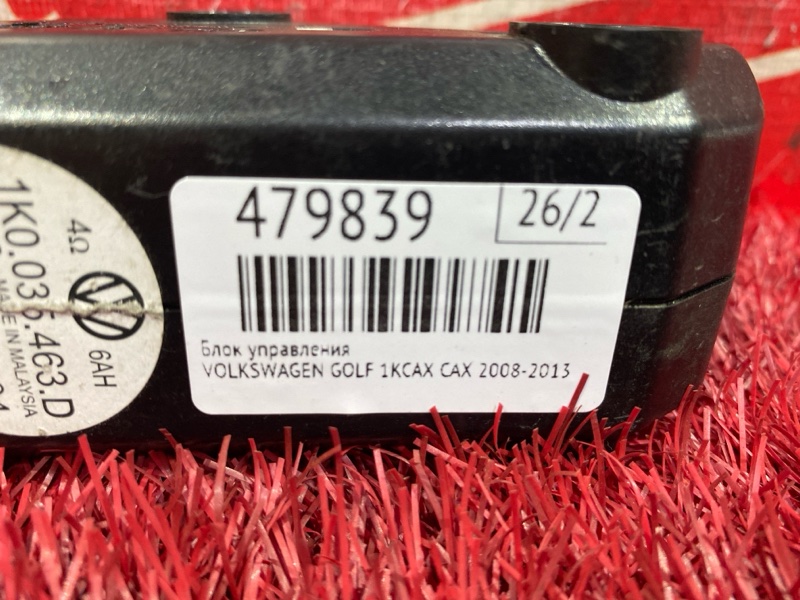 479839
26/2
Блок управления
VOLKSWAGEN GOLF 1KCAX CAX 2008-2013
4Ω
6AH
1K0.035.463.D
MADE IN MALAYSIA